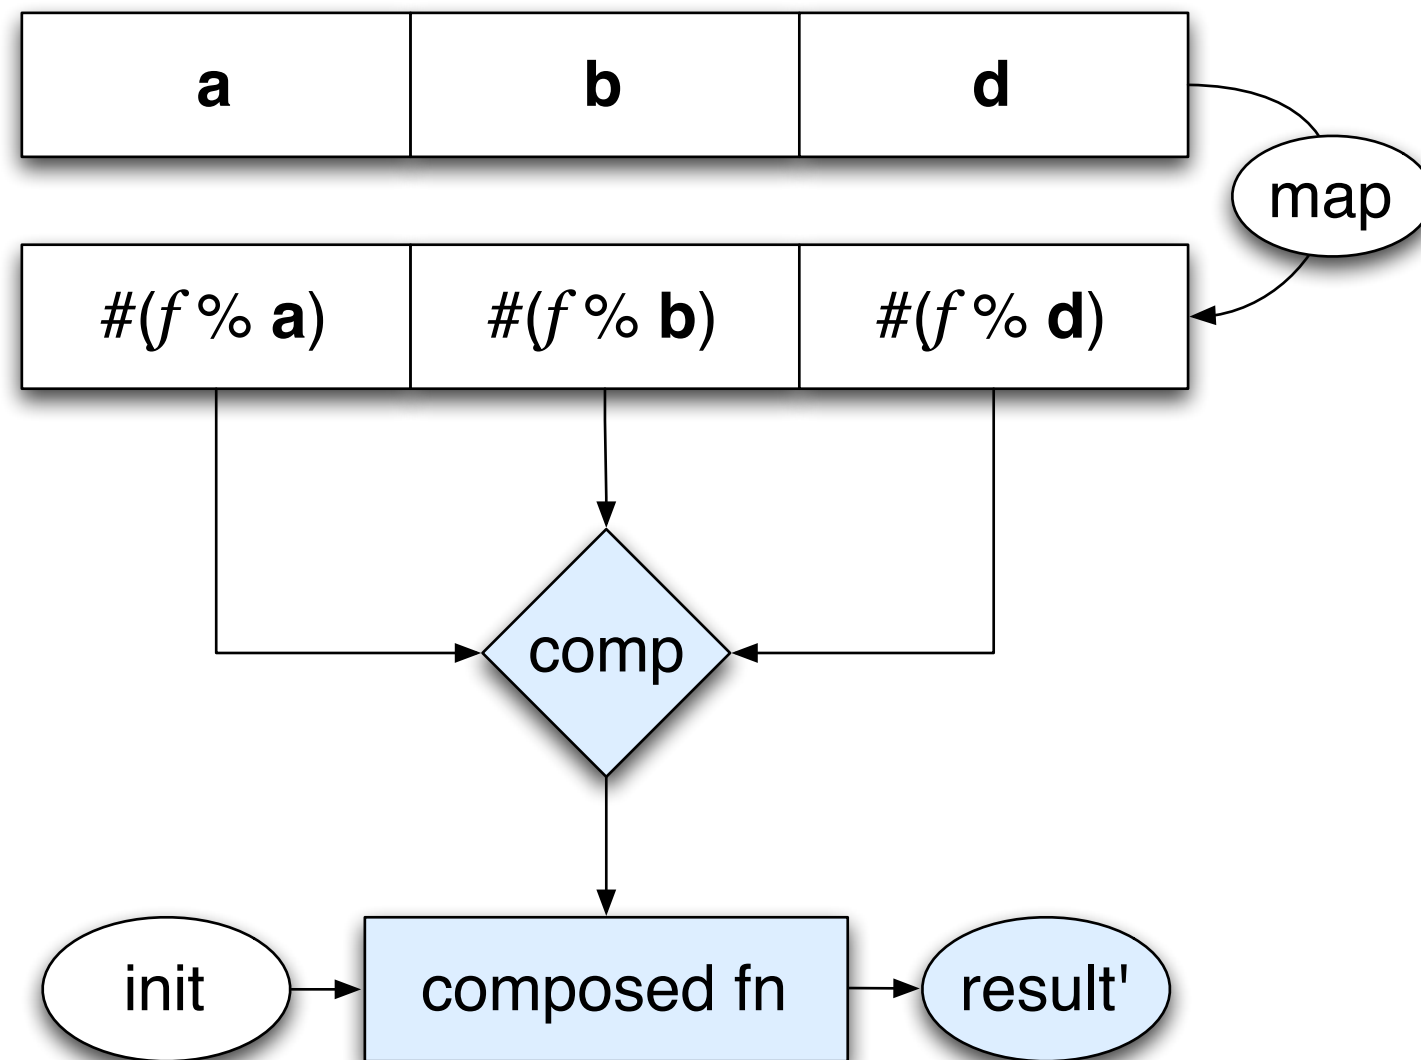 a b d
map
#(f % a) #(f % b) #(f % d)
comp
init composed fn result'